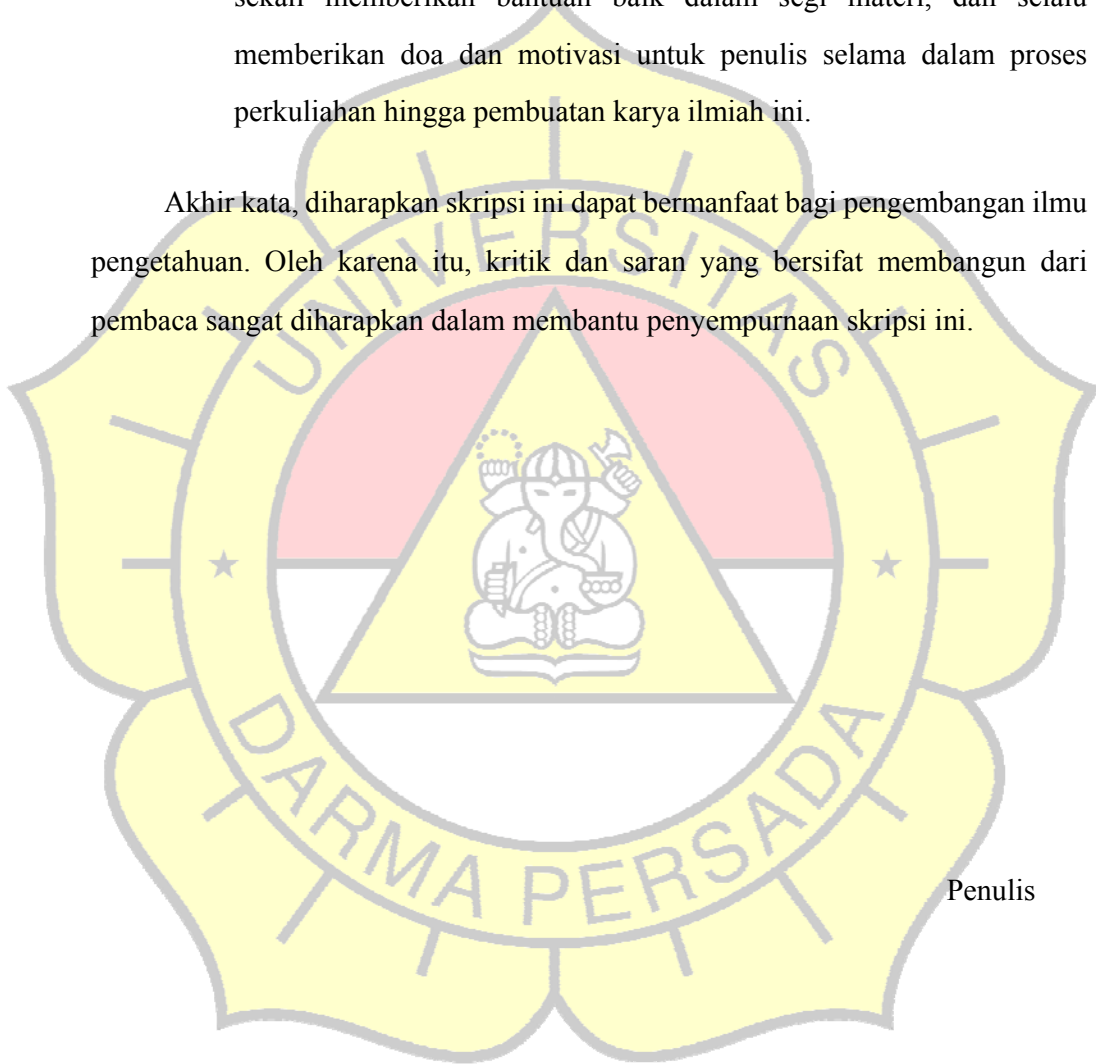 sekali memberikan bantuan baik dalam segi materi, dan selalu
memberikan doa dan motivasi untuk penulis selama dalam proses
perkuliahan hingga pembuatan karya ilmiah ini.
Akhir kata, diharapkan skripsi ini dapat bermanfaat bagi pengembangan ilmu
pengetahuan. Oleh karena itu, kritik dan saran yang bersifat membangun dari
pembaca sangat diharapkan dalam membantu penyempurnaan skripsi ini.
UNIVERSITAS
DARMA PERSADA
Penulis